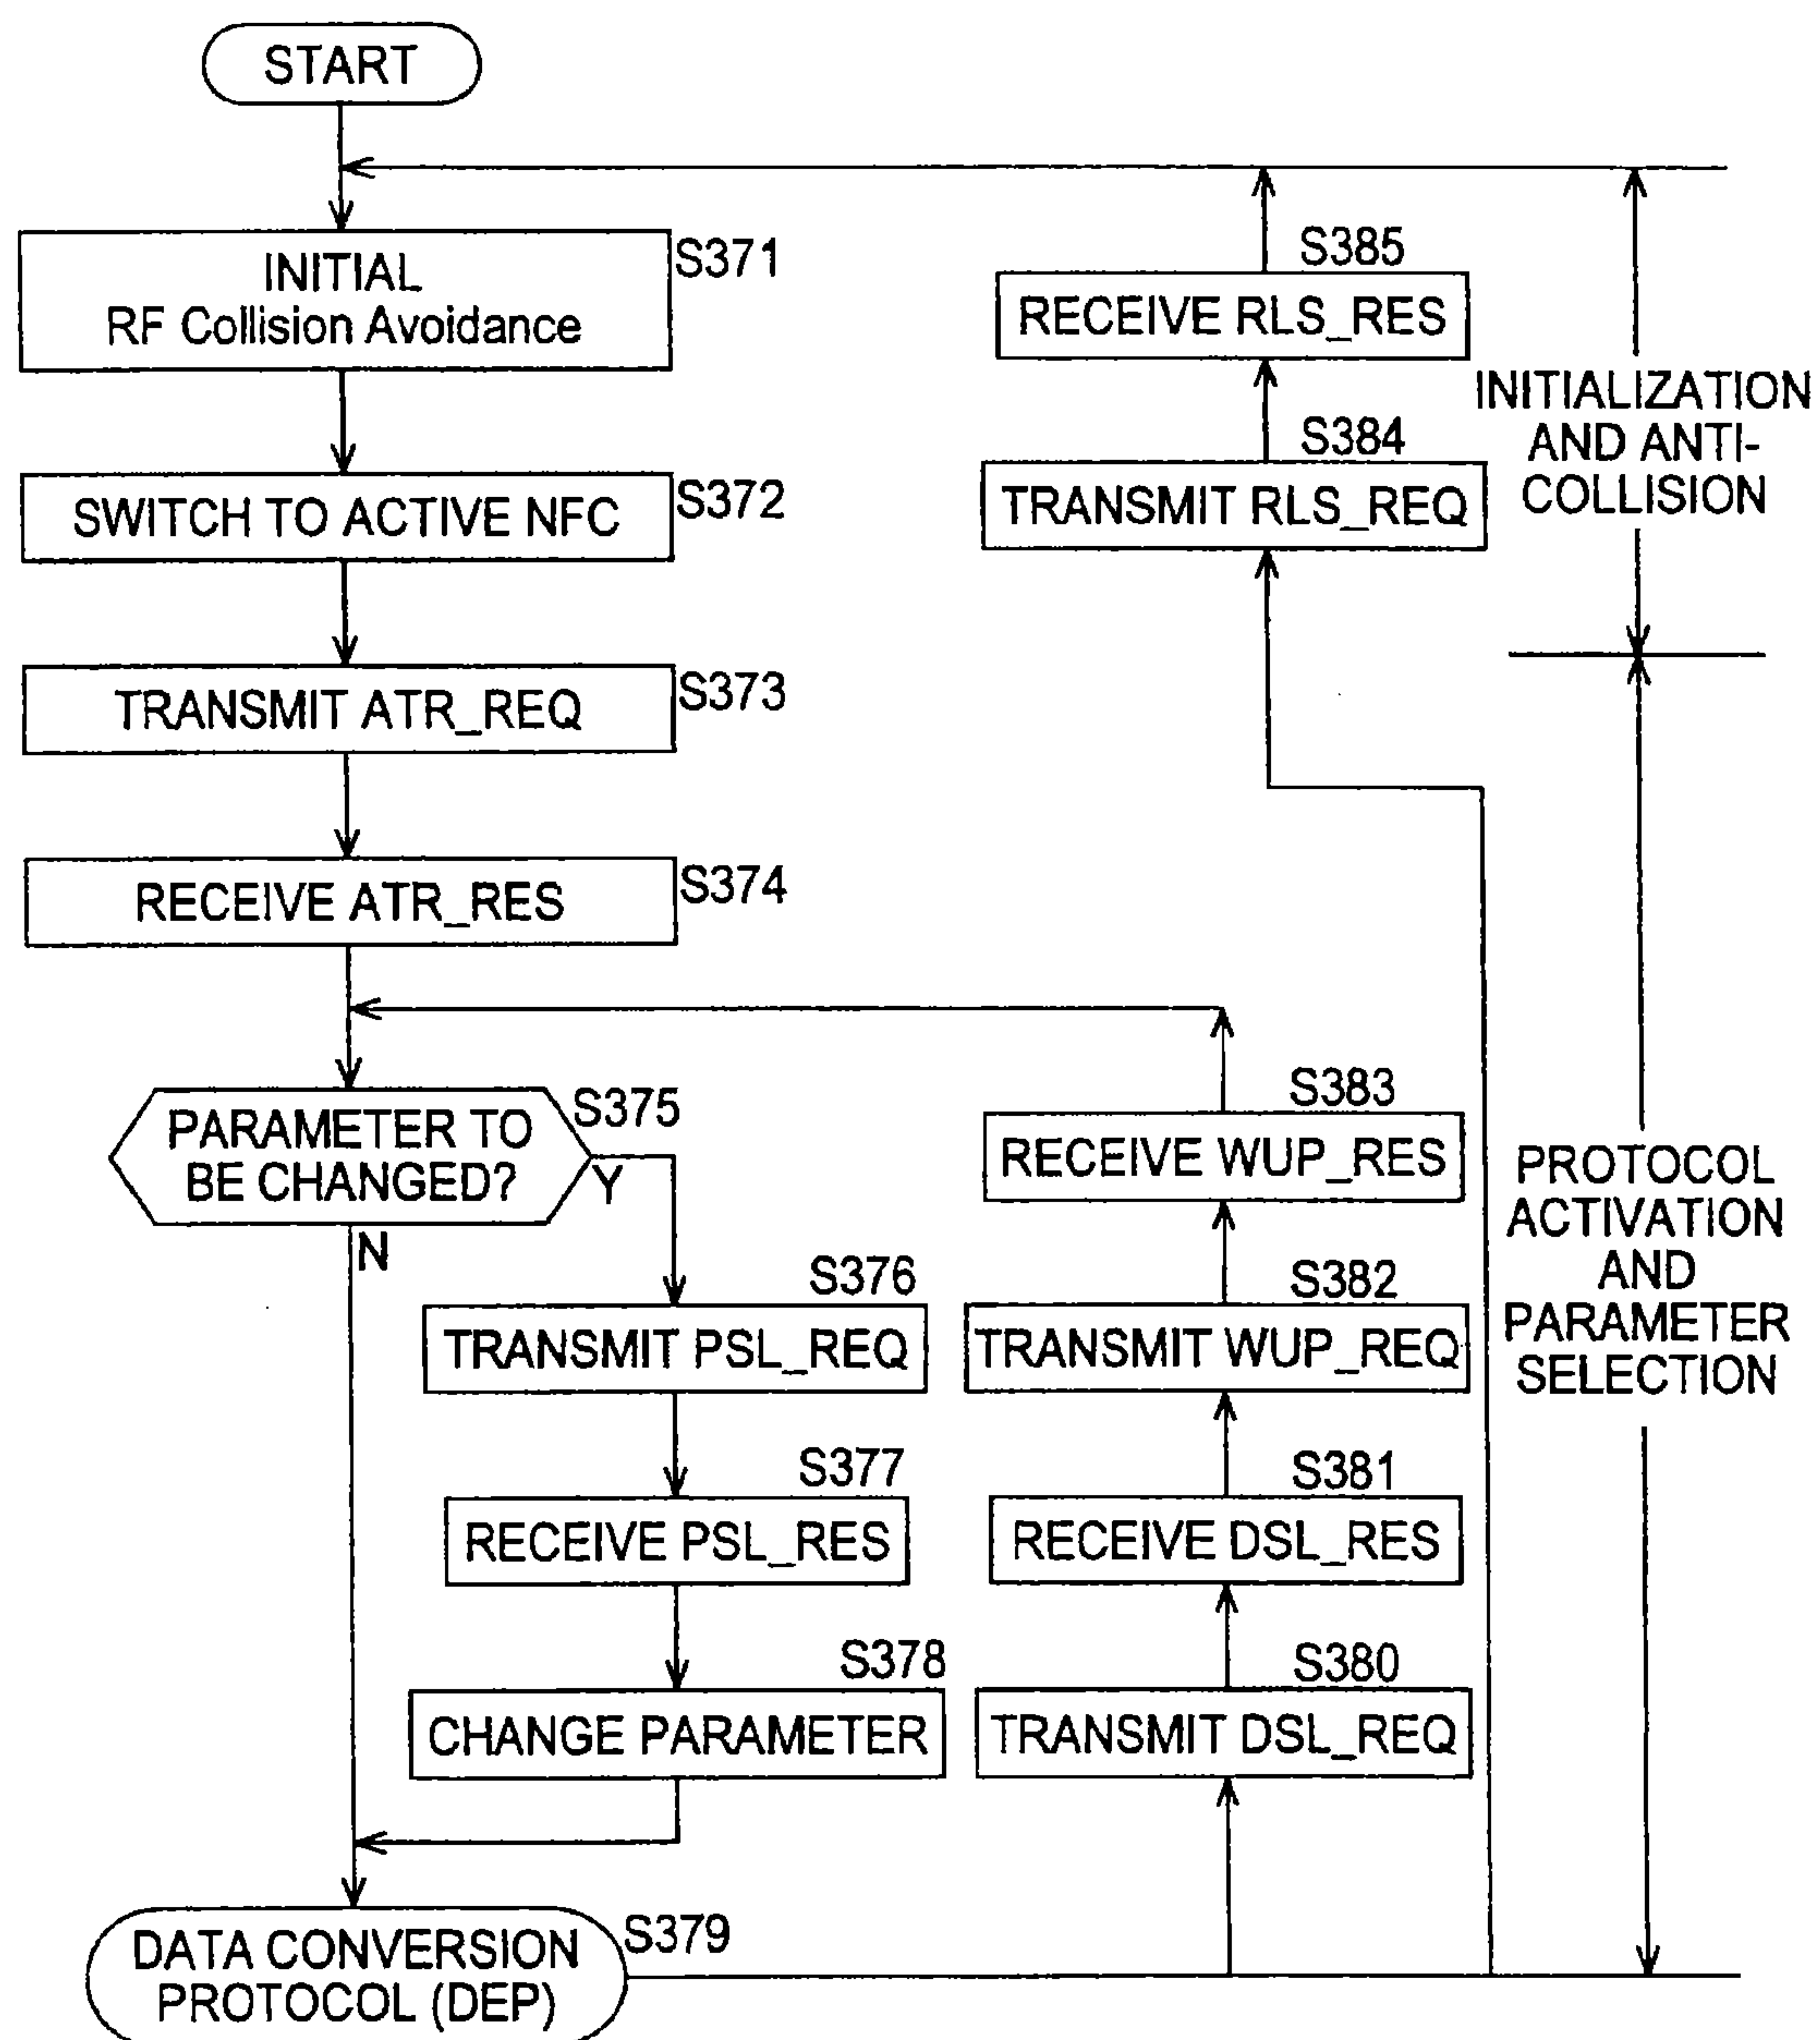 START
INITIAL
RF Collision Avoidance
S371
SWITCH TO ACTIVE NFC
S372
TRANSMIT ATR_REQ
S373
RECEIVE ATR_RES
S374
PARAMETER TO
BE CHANGED?
S375
Y
N
S376
TRANSMIT PSL_REQ
S377
RECEIVE PSL_RES
S378
CHANGE PARAMETER
DATA CONVERSION
PROTOCOL (DEP)
S379
S385
RECEIVE RLS_RES
S384
TRANSMIT RLS_REQ
S383
RECEIVE WUP_RES
S382
TRANSMIT WUP_REQ
S381
RECEIVE DSL_RES
S380
TRANSMIT DSL_REQ
INITIALIZATION
AND ANTI-
COLLISION
PROTOCOL
ACTIVATION
AND
PARAMETER
SELECTION